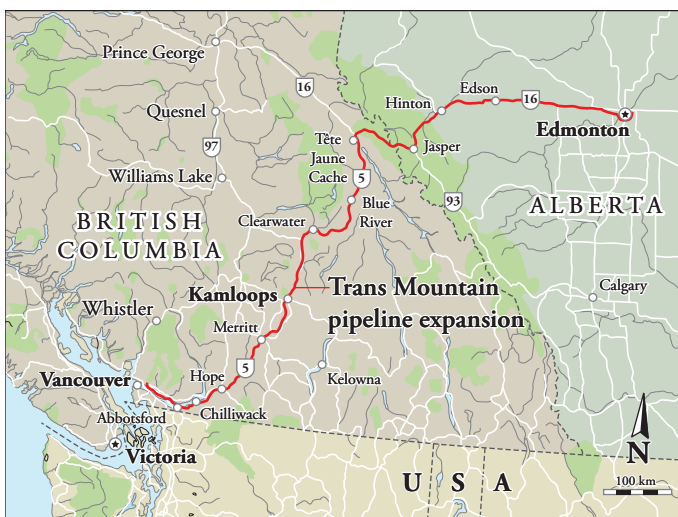 Prince George
16
Edson
Hinton
16
Quesnel
Edmonton
97
Tête
Jaune
Cache
Jasper
5
Williams Lake
93
Blue
River
ALBERTA
BRITISH
COLUMBIA
Clearwater
Kamloops
Trans Mountain
pipeline expansion
Calgary
Whistler
Merritt
5
Hope
Kelowna
Vancouver
Chilliwack
Abbotsford
Victoria
N
USA
100 km